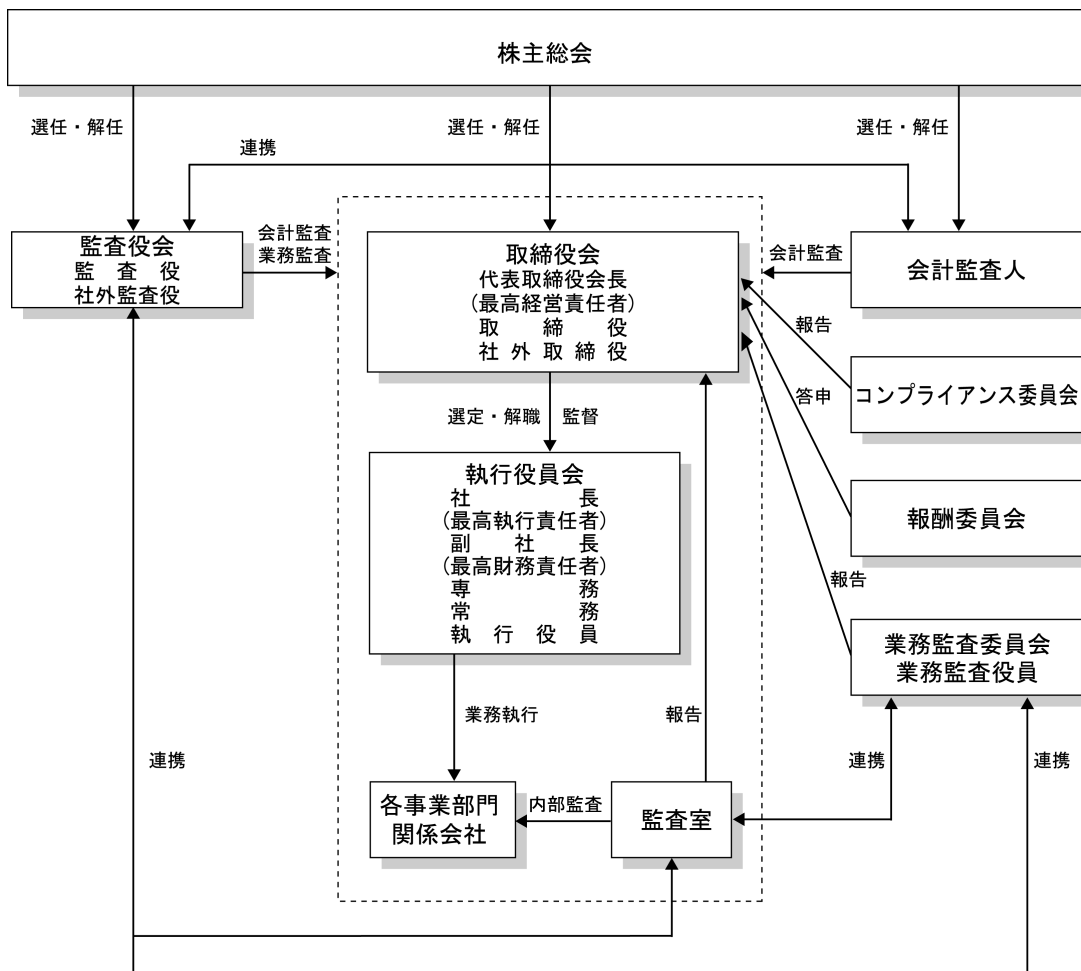 株主総会
選任・解任
選任・解任
選任・解任
連携
監査役会
監査役
社外監査役
会計監査
業務監査
取締役会
代表取締役会長
(最高経営責任者)
取締役
社外取締役
会計監査
会計監査人
報告
コンプライアンス委員会
答申
選定・解職
監督
執行役員会
社長
(最高執行責任者)
副社長
(最高財務責任者)
専務
常務
執行役員
報酬委員会
報告
業務監査委員会
業務監査役員
業務執行
報告
連携
連携
連携
各事業部門
関係会社
内部監査
監査室